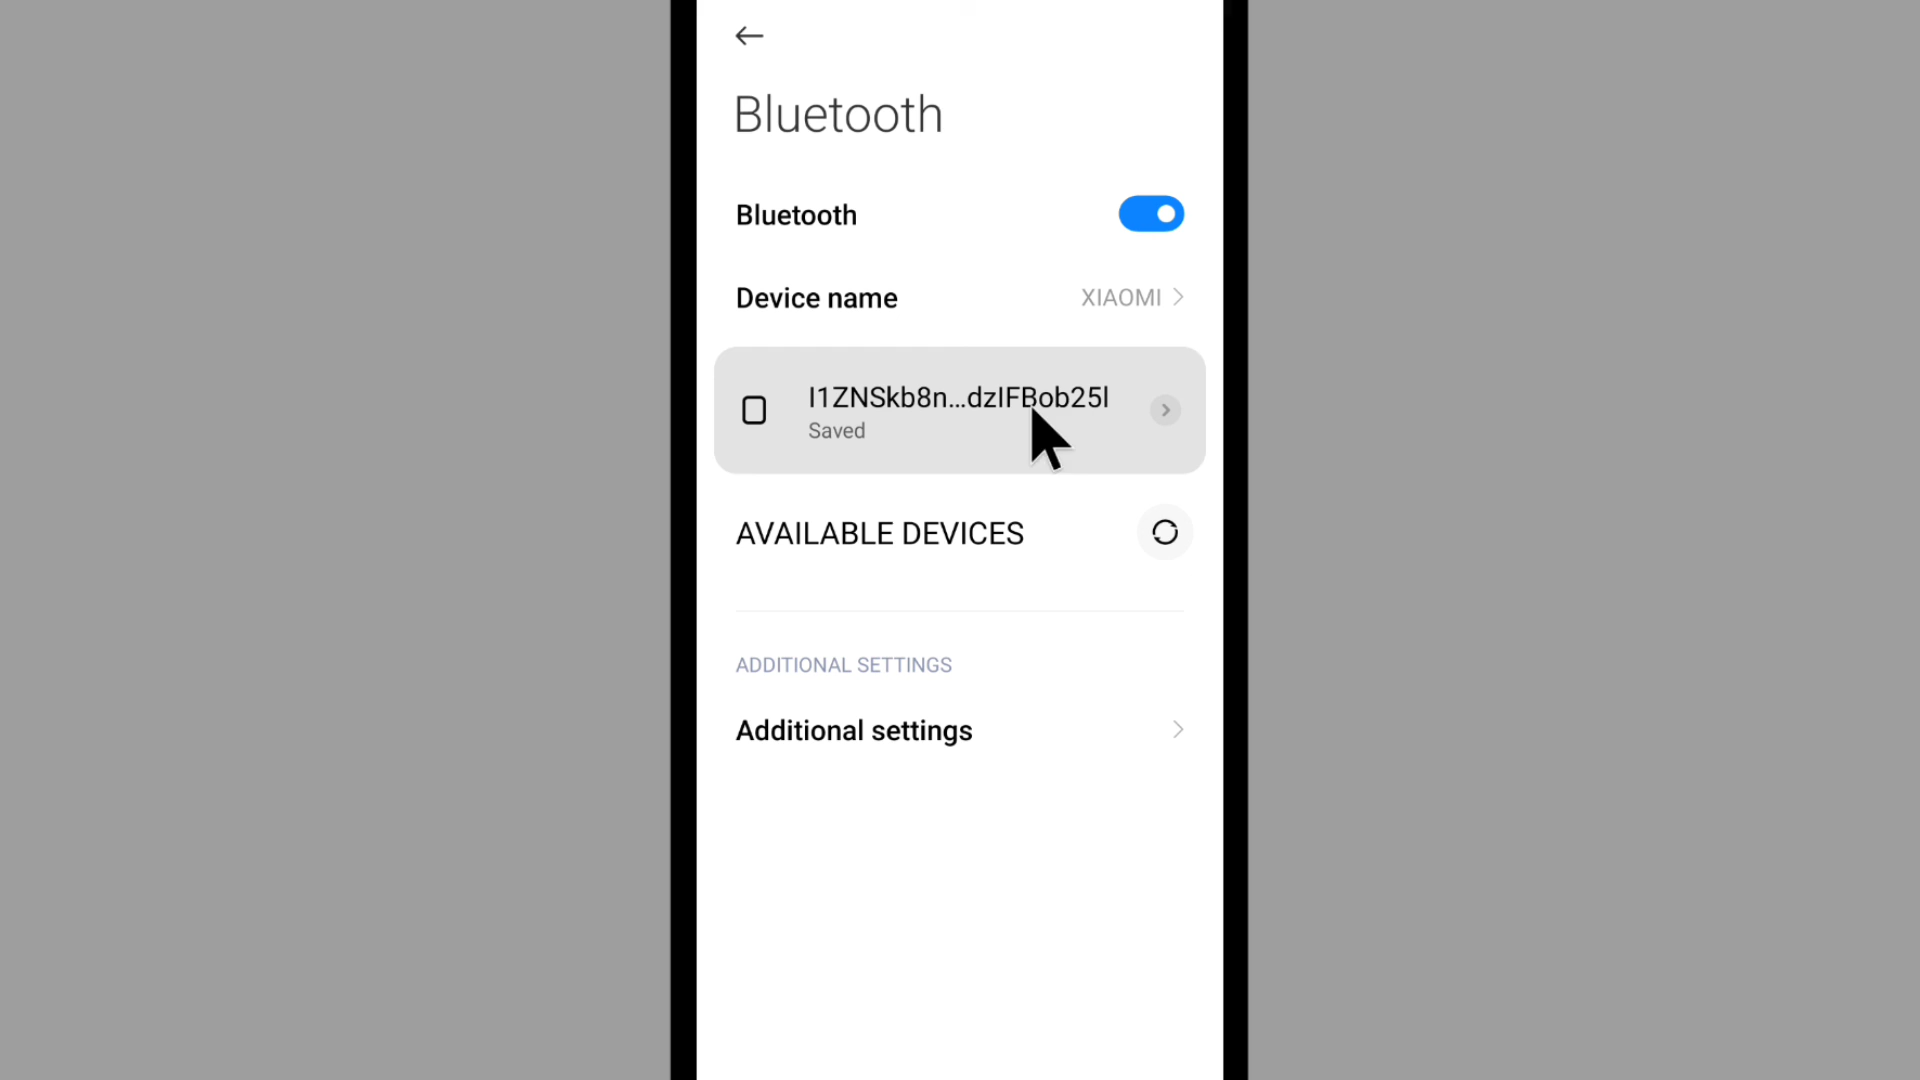 Bluetooth
Bluetooth
Device name
XIAOMI
I1ZNSkb8n...dzIFBob25l
Saved
AVAILABLE DEVICES
ADDITIONAL SETTINGS
Additional settings